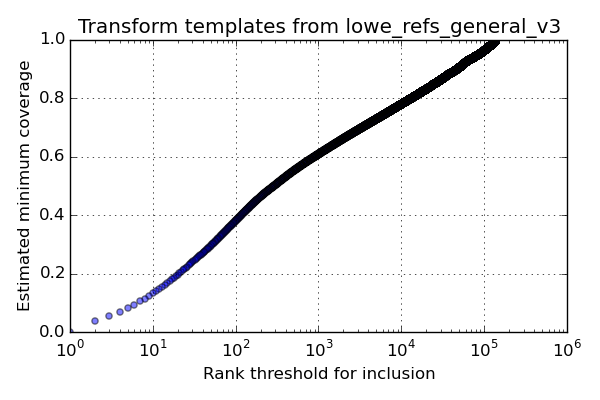 Transform templates from lowe_refs_general_v3
Estimated minimum coverage
1.0
0.8
0.6
0.4
0.2
0.0
10^0 10^1 10^2 10^3 10^4 10^5 10^6
Rank threshold for inclusion